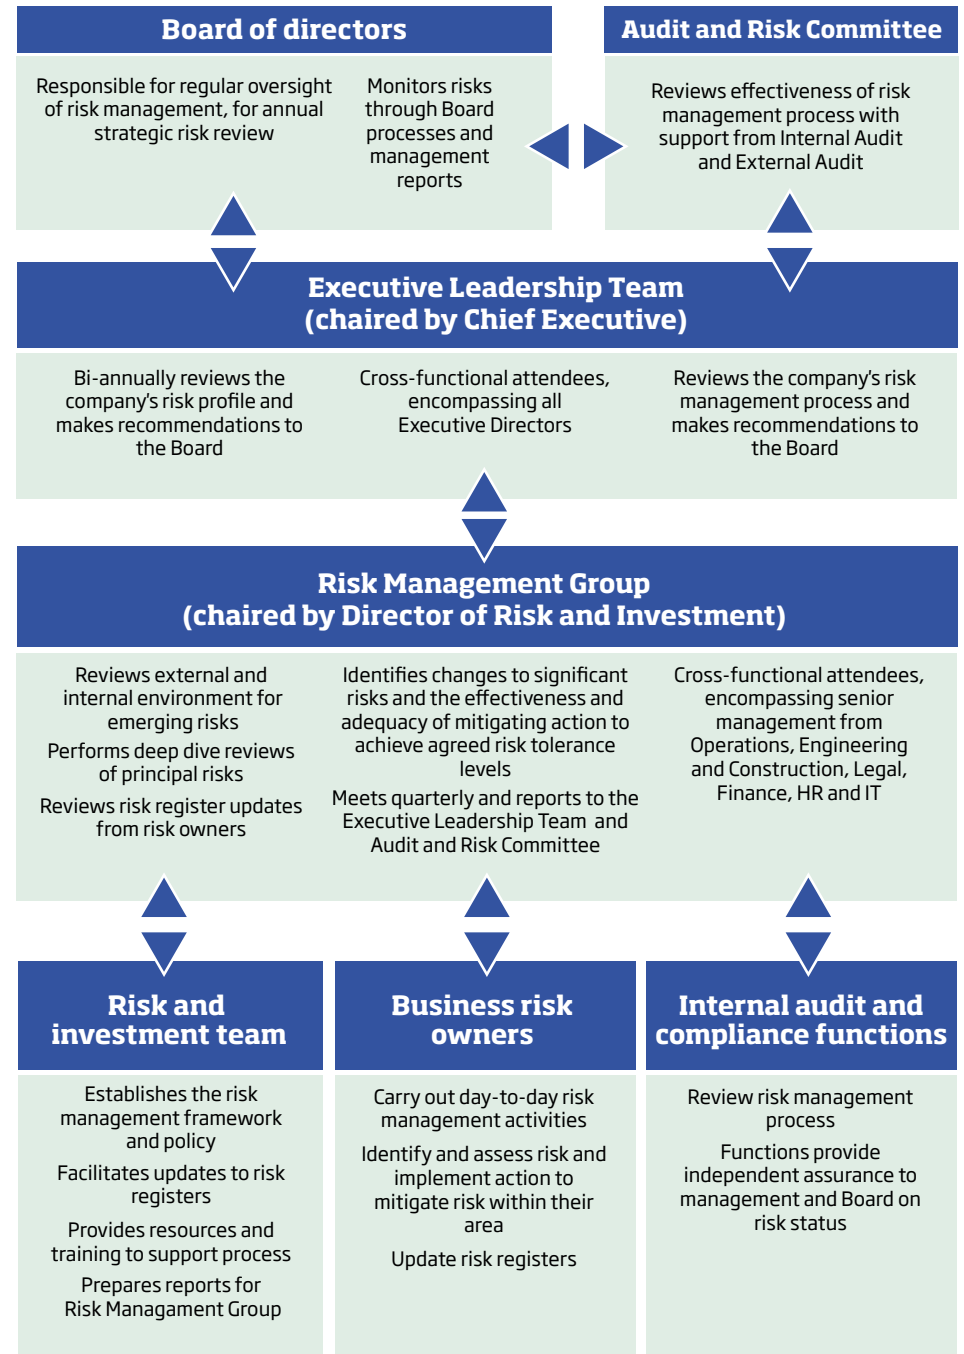 Board of directors
Responsible for regular oversight
of risk management, for annual
strategic risk review
Monitors risks
through Board
processes and
management
reports
Audit and Risk Committee
Reviews effectiveness of risk
management process with
support from Internal Audit
and External Audit
Executive Leadership Team
(chaired by Chief Executive)
Bi-annually reviews the
company's risk profile and
makes recommendations to
the Board
Cross-functional attendees,
encompassing all
Executive Directors
Reviews the company's risk
management process and
makes recommendations to
the Board
Risk Management Group
(chaired by Director of Risk and Investment)
Reviews external and
internal environment for
emerging risks
Performs deep dive reviews
of principal risks
Reviews risk register updates
from risk owners
Identifies changes to significant
risks and the effectiveness and
adequacy of mitigating action to
achieve agreed risk tolerance
levels
Meets quarterly and reports to the
Executive Leadership Team and
Audit and Risk Committee
Cross-functional attendees,
encompassing senior
management from
Operations, Engineering
and Construction, Legal,
Finance, HR and IT
Risk and
investment team
Establishes the risk
management framework
and policy
Facilitates updates to risk
registers
Provides resources and
training to support process
Prepares reports for
Risk Managament Group
Business risk
owners
Carry out day-to-day risk
management activities
Identify and assess risk and
implement action to
mitigate risk within their
area
Update risk registers
Internal audit and
compliance functions
Review risk management
process
Functions provide
independent assurance to
management and Board on
risk status